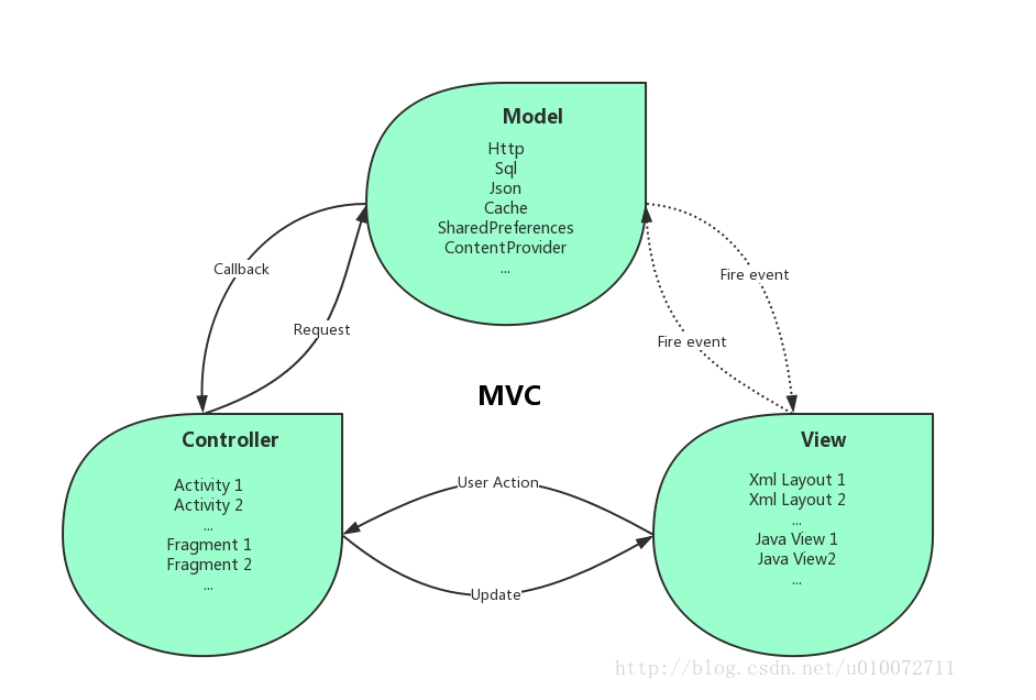 Model
Http
Sql
Json
Cache
SharedPreferences
ContentProvider
...
Callback
Request
Fire event
Fire event
MVC
Controller
Activity 1
Activity 2
...
Fragment 1
Fragment 2
...
User Action
Update
View
Xml Layout 1
Xml Layout 2
...
Java View 1
Java View2
...
http://blog.csdn.net/u010072711